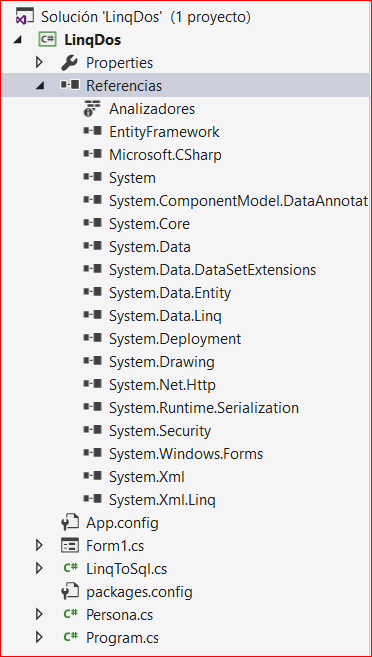 Solución 'LinqDos' (1 proyecto)
C# LinqDos
Properties
Referencias
Analizadores
EntityFramework
Microsoft.CSharp
System
System.ComponentModel.DataAnnotat
System.Core
System.Data
System.Data.DataSetExtensions
System.Data.Entity
System.Data.Linq
System.Deployment
System.Drawing
System.Net.Http
System.Runtime.Serialization
System.Security
System.Windows.Forms
System.Xml
System.Xml.Linq
App.config
Form1.cs
C# LinqToSql.cs
packages.config
C# Persona.cs
C# Program.cs